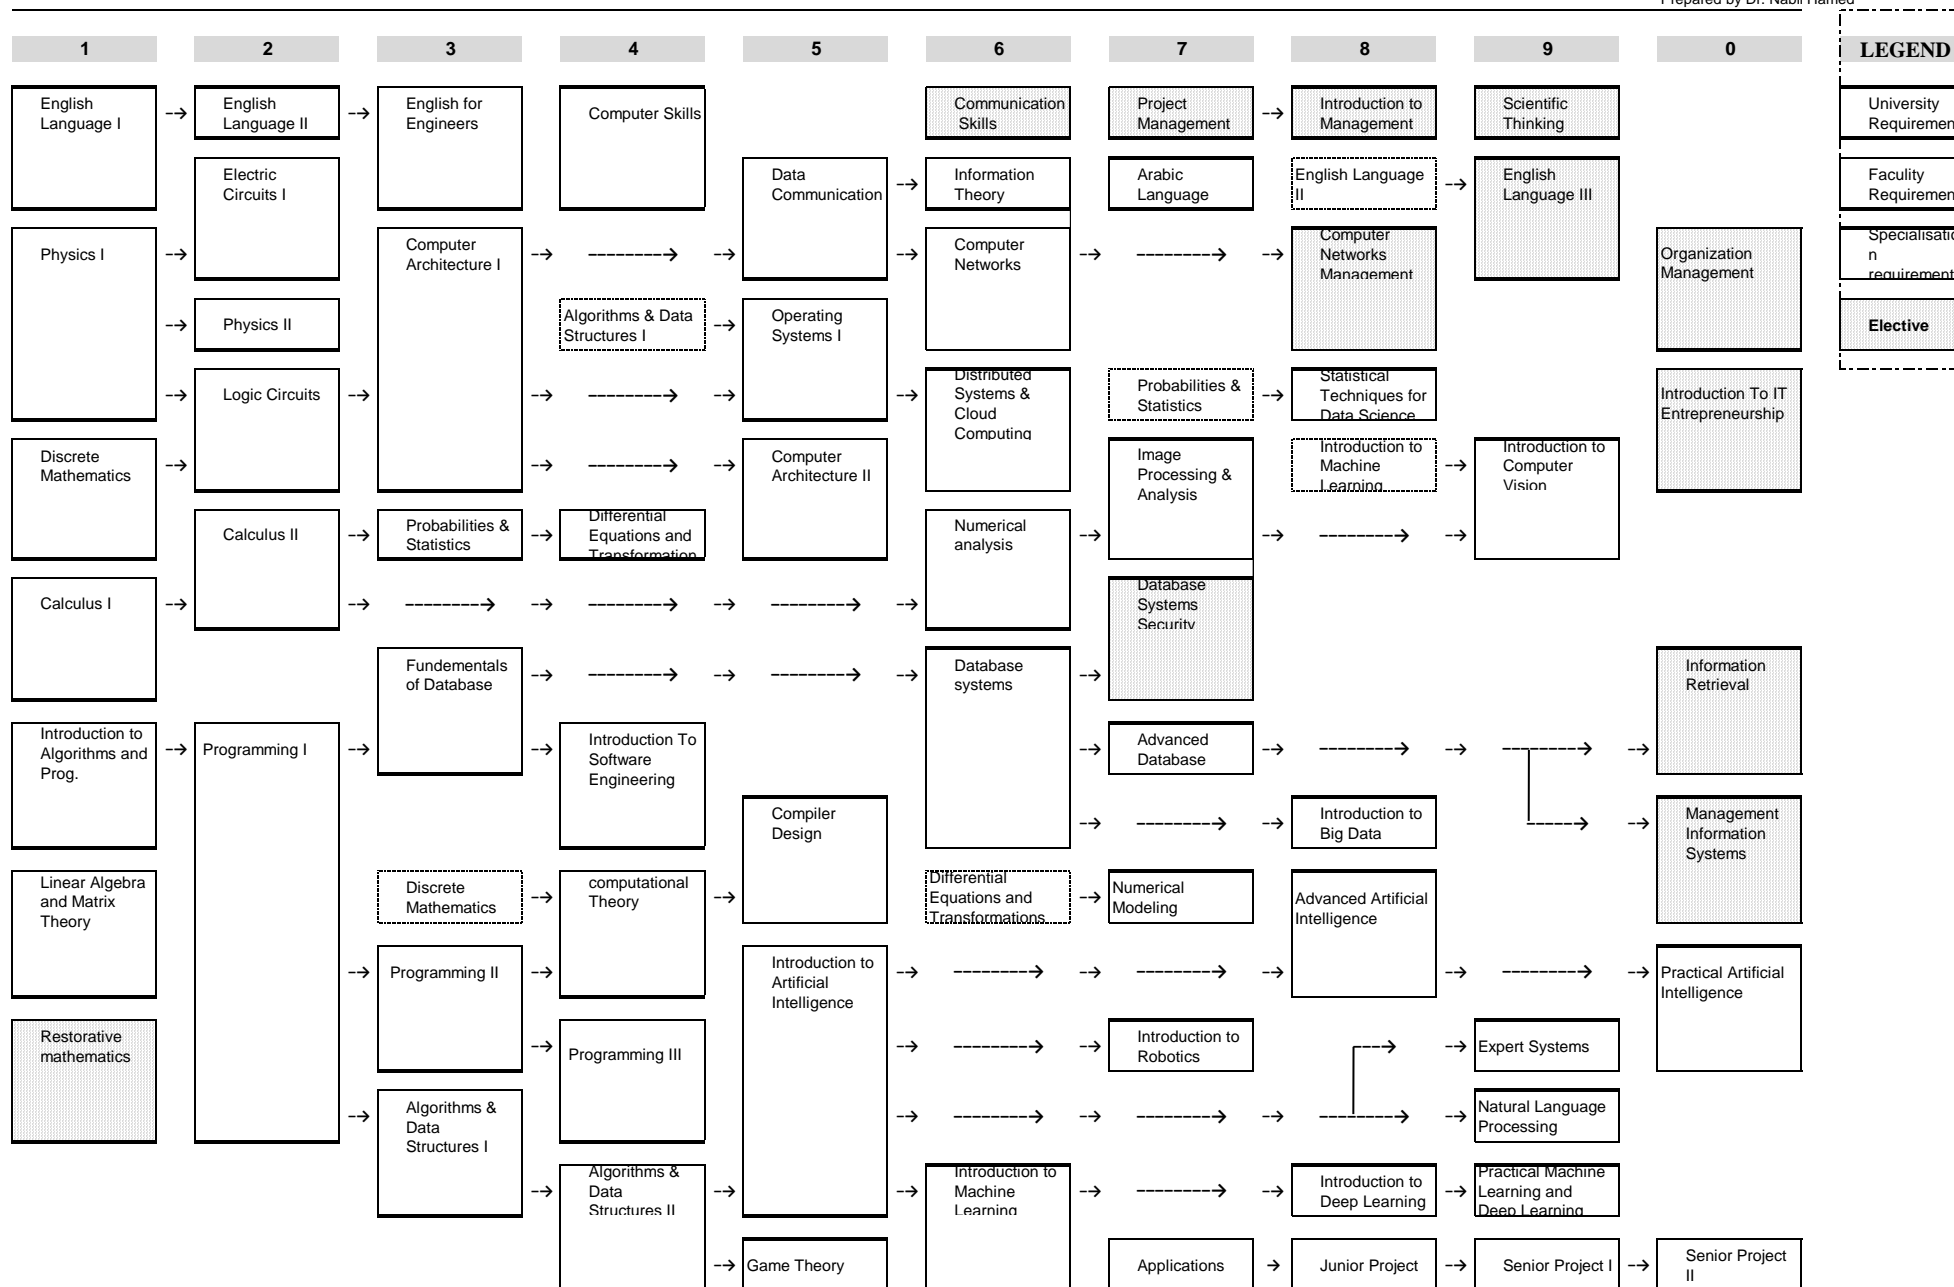 Prepared by Dr. Nabil Hamed
1 2 3 4 5 6 7 8 9 0 LEGEND
English
Language I
English
Language II
English for
Engineers
Computer Skills
Communication
Skills
Project
Management
Introduction to
Management
Scientific
Thinking
University
Requiremen
Electric
Circuits I
Data
Communication
Information
Theory
Arabic
Language
English Language
II
English
Language III
Faculty
Requiremen
Physics I
Computer
Architecture I
Computer
Networks
Computer
Networks
Management
Organization
Management
Specialisatio
n
requirement
Physics II
Algorithms & Data
Structures I
Operating
Systems I
Elective
Logic Circuits
Distributed
Systems &
Cloud
Computing
Probabilities &
Statistics
Statistical
Techniques for
Data Science
Introduction To IT
Entrepreneurship
Discrete
Mathematics
Computer
Architecture II
Image
Processing &
Analysis
Introduction to
Machine
Learning
Introduction to
Computer
Vision
Calculus II
Probabilities &
Statistics
Differential
Equations and
Transformation
Numerical
analysis
Calculus I
Database
Systems
Security
Fundementals
of Database
Database
systems
Information
Retrieval
Introduction to
Algorithms and
Prog.
Programming I
Introduction To
Software
Engineering
Advanced
Database
Compiler
Design
Introduction to
Big Data
Management
Information
Systems
Linear Algebra
and Matrix
Theory
Discrete
Mathematics
computational
Theory
Differential
Equations and
Transformations
Numerical
Modeling
Advanced Artificial
Intelligence
Programming II
Introduction to
Artificial
Intelligence
Practical Artificial
Intelligence
Restorative
mathematics
Programming III
Introduction to
Robotics
Expert Systems
Algorithms &
Data
Structures I
Natural Language
Processing
Algorithms &
Data
Structures II
Introduction to
Machine
Learning
Introduction to
Deep Learning
Practical Machine
Learning and
Deep Learning
Game Theory
Applications
Junior Project
Senior Project I
Senior Project
II